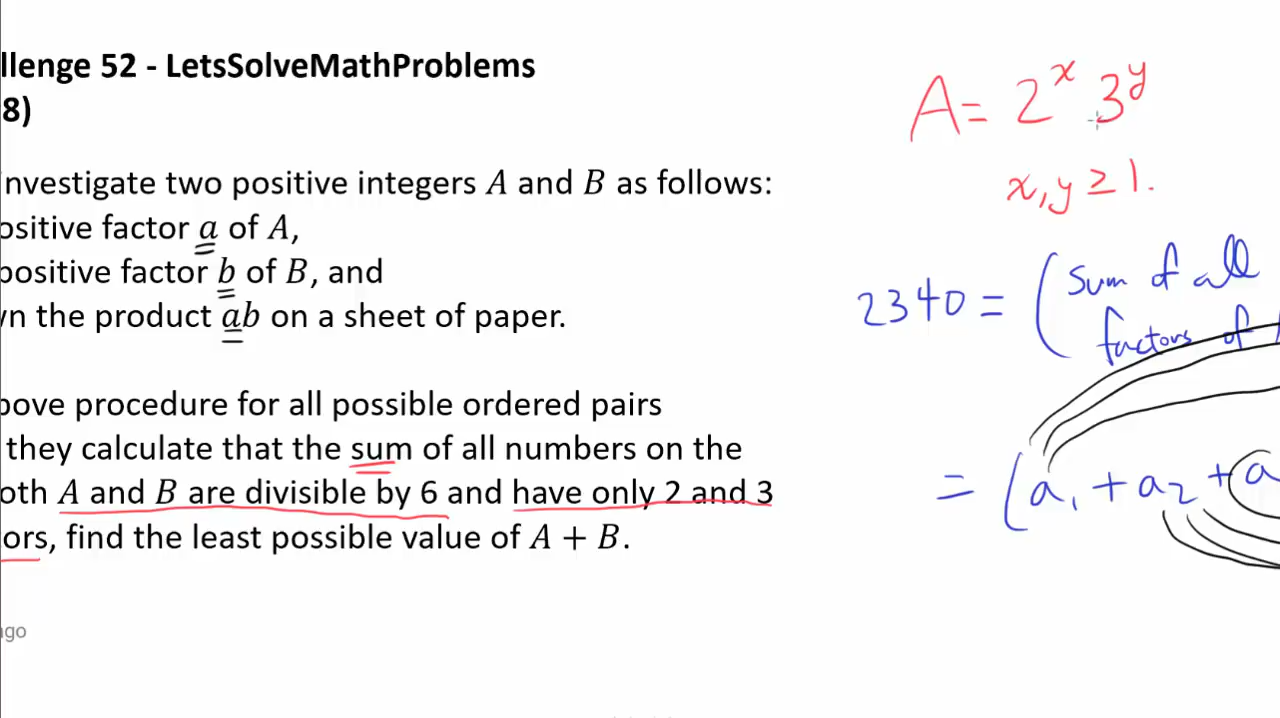 llenge 52 - LetsSolveMathProblems
8)
investigate two positive integers A and B as follows:
ositive factor a of A,
positive factor b of B, and
wn the product ab on a sheet of paper.
bove procedure for all possible ordered pairs
they calculate that the sum of all numbers on the
oth A and B are divisible by 6 and have only 2 and 3
ors, find the least possible value of A + B.
ago
A = 2^x 3^y
x, y ≥ 1.
2340 = (sum of all
factors of
= (a₁ + a₂ + a